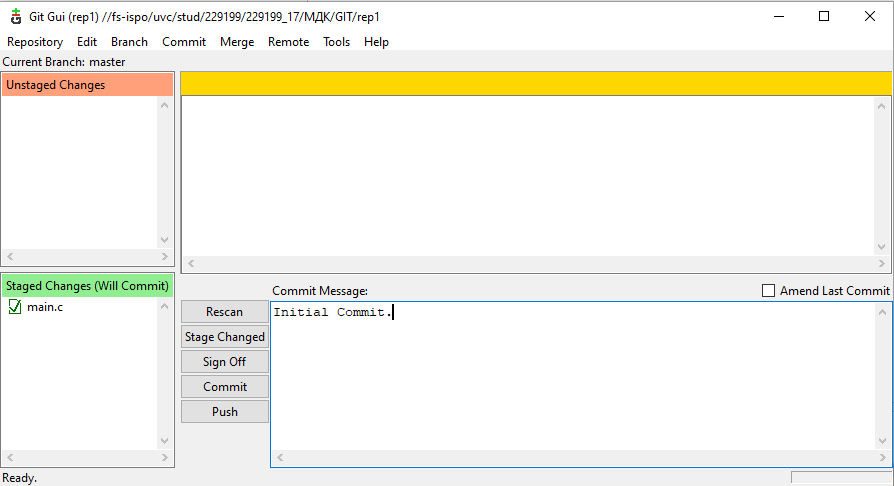 Git Gui (rep1) //fs-ispo/uvc/stud/229199/229199_17/МДК/GIT/rep1
Repository Edit Branch Commit Merge Remote Tools Help
Current Branch: master
Unstaged Changes
Staged Changes (Will Commit)
main.c
Commit Message:
Amend Last Commit
Rescan
Stage Changed
Sign Off
Commit
Push
Initial Commit.
Ready.